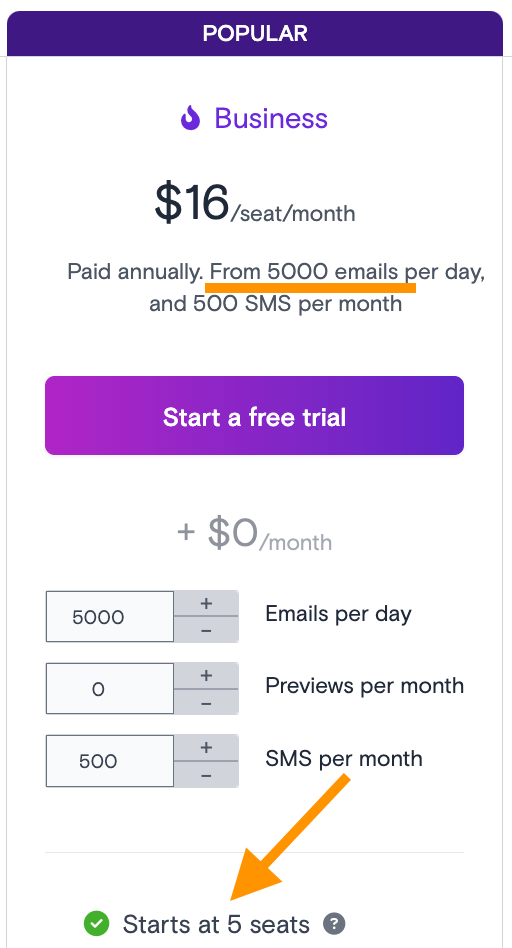 POPULAR
Business
$16/seat/month
Paid annually. From 5000 emails per day,
and 500 SMS per month
Start a free trial
+ $0/month
5000 + − Emails per day
0 + − Previews per month
500 + − SMS per month
Starts at 5 seats ?